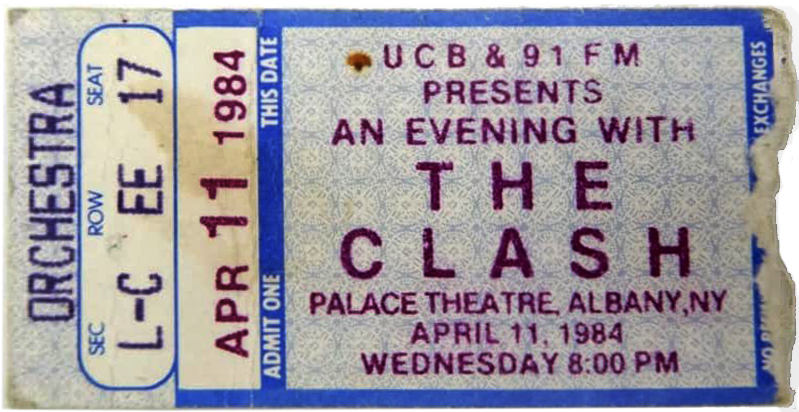 ORCHESTRA
SEC L-C ROW EE SEAT 17
APR 11 1984
ADMIT ONE THIS DATE
UCB & 91 FM
PRESENTS
AN EVENING WITH
THE
CLASH
PALACE THEATRE, ALBANY, NY
APRIL 11, 1984
WEDNESDAY 8:00 PM
NO EXCHANGES